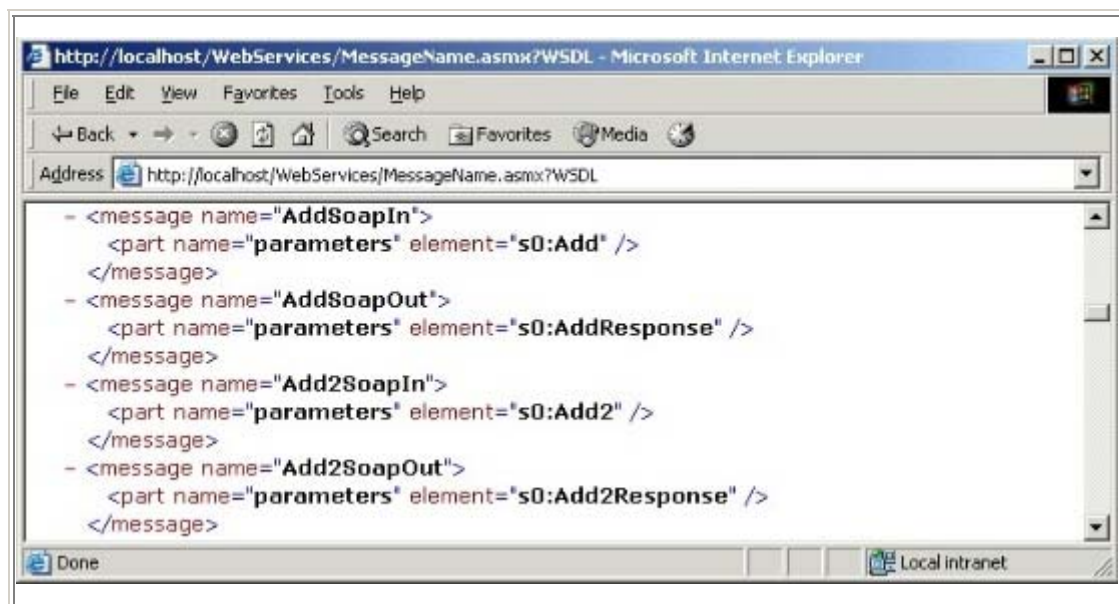 http://localhost/WebServices/MessageName.asmx?WSDL - Microsoft Internet Explorer
File Edit View Favorites Tools Help
Back Search Favorites Media
Address http://localhost/WebServices/MessageName.asmx?WSDL
- <message name="AddSoapIn">
<part name="parameters" element="s0:Add" />
</message>
- <message name="AddSoapOut">
<part name="parameters" element="s0:AddResponse" />
</message>
- <message name="Add2SoapIn">
<part name="parameters" element="s0:Add2" />
</message>
- <message name="Add2SoapOut">
<part name="parameters" element="s0:Add2Response" />
</message>
Done Local intranet